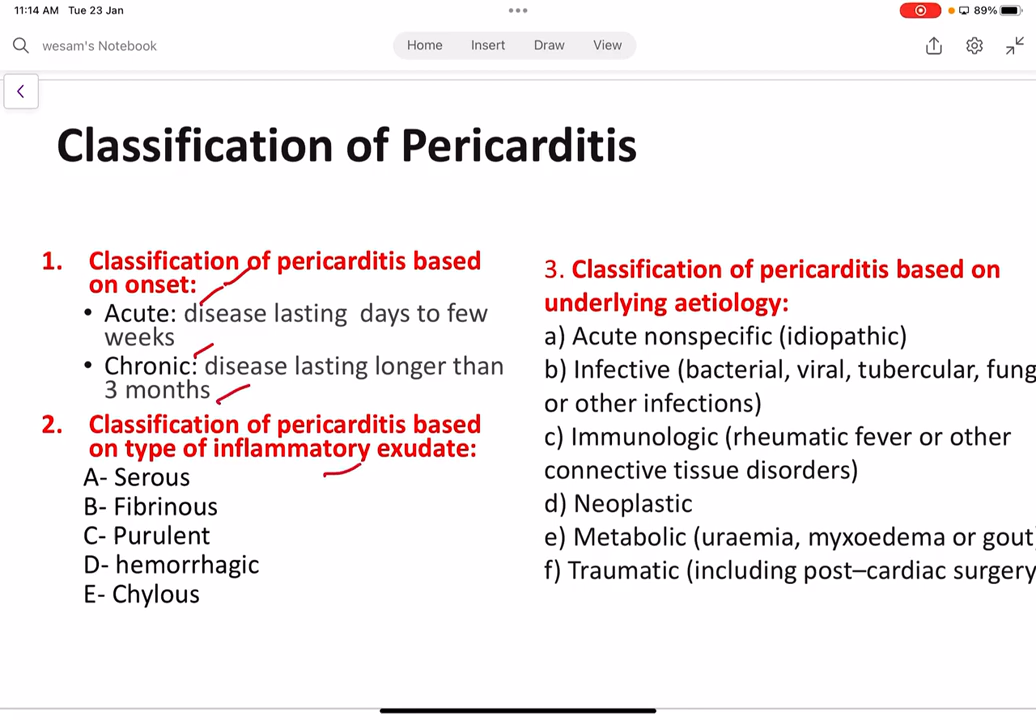 11:14 AM Tue 23 Jan
89%
wesam's Notebook
Home Insert Draw View
Classification of Pericarditis
1. Classification of pericarditis based
on onset:
• Acute: disease lasting days to few
weeks
• Chronic: disease lasting longer than
3 months
2. Classification of pericarditis based
on type of inflammatory exudate:
A- Serous
B- Fibrinous
C- Purulent
D- hemorrhagic
E- Chylous
3. Classification of pericarditis based on
underlying aetiology:
a) Acute nonspecific (idiopathic)
b) Infective (bacterial, viral, tubercular, fung
or other infections)
c) Immunologic (rheumatic fever or other
connective tissue disorders)
d) Neoplastic
e) Metabolic (uraemia, myxoedema or gout
f) Traumatic (including post–cardiac surgery